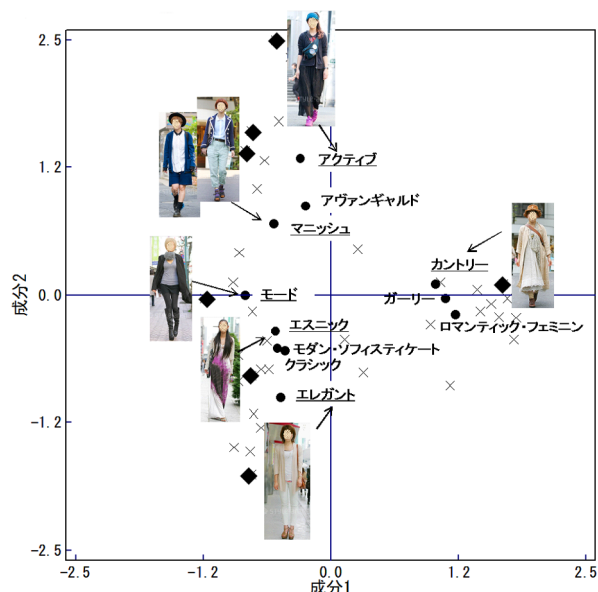 2.5
1.2
0.0
-1.2
-2.5
成分2
アクティブ
アヴァンギャルド
マニッシュ
カントリー
モード
ガーリー
ロマンティック・フェミニン
エスニック
モダン・ソフィスティケート
クラシック
エレガント
-2.5
-1.2
0.0
1.2
2.5
成分1